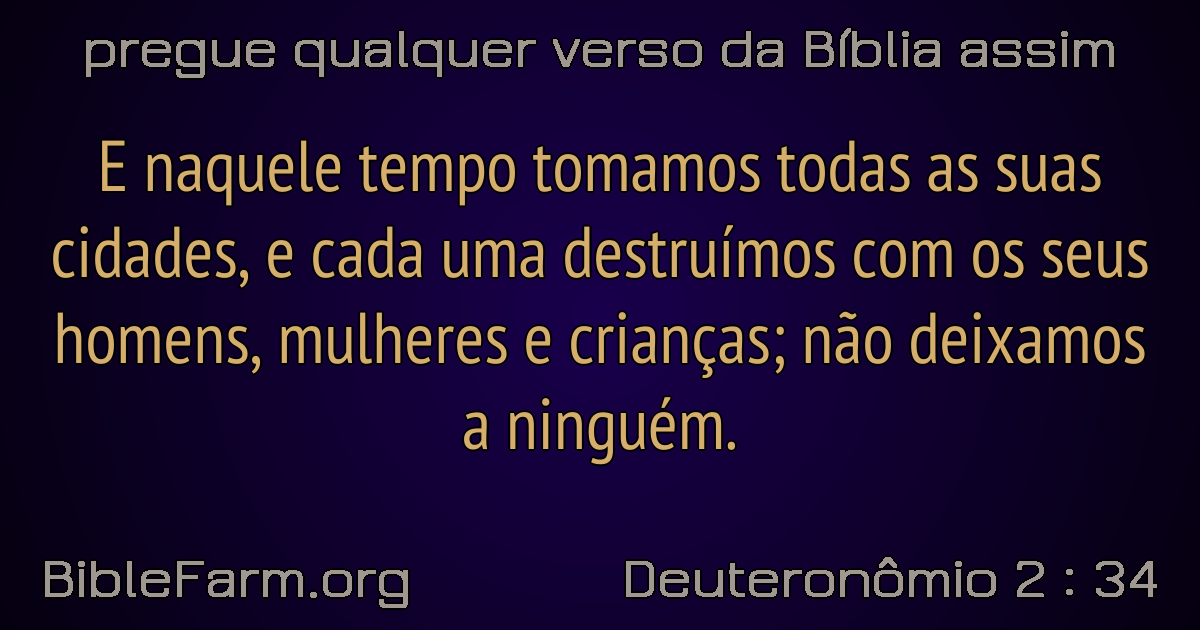 pregue qualquer verso da Bíblia assim
E naquele tempo tomamos todas as suas
cidades, e cada uma destruímos com os seus
homens, mulheres e crianças; não deixamos
a ninguém.
BibleFarm.org
Deuteronômio 2 : 34